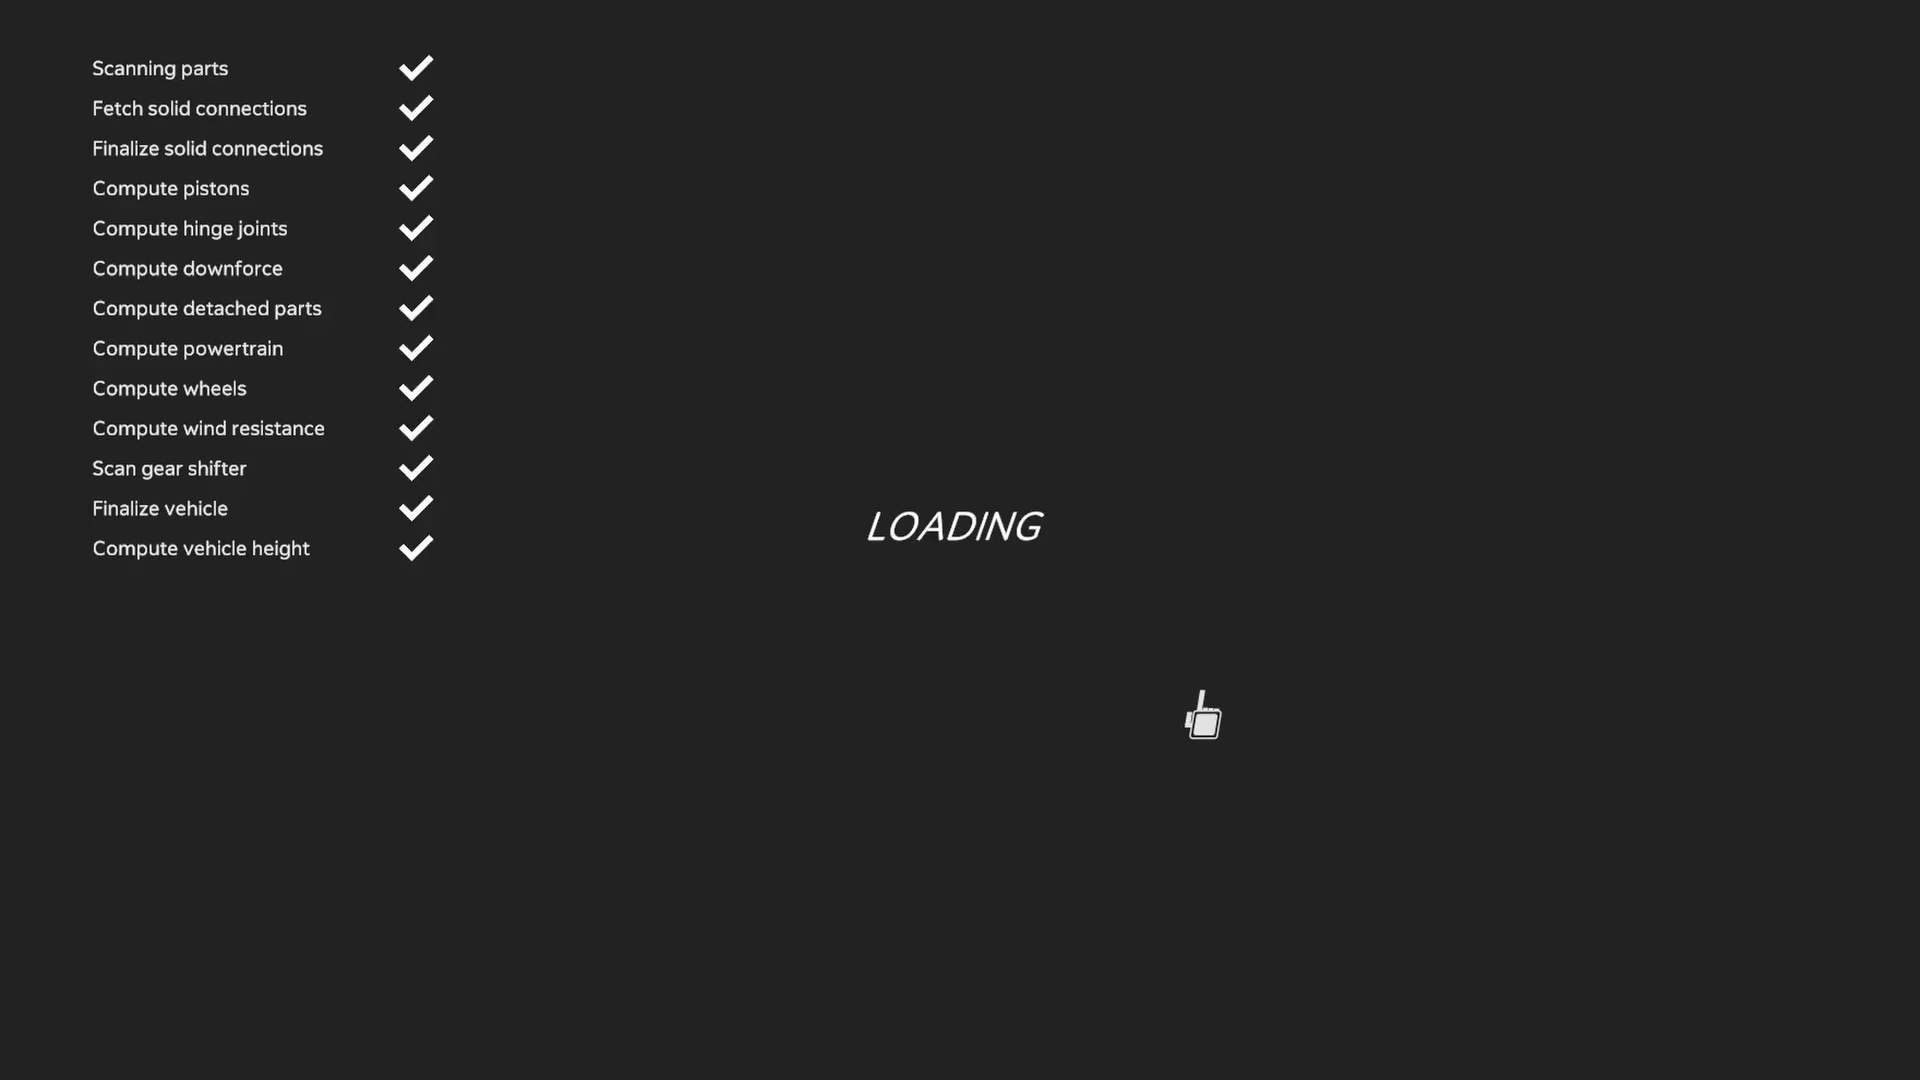 Scanning parts
Fetch solid connections
Finalize solid connections
Compute pistons
Compute hinge joints
Compute downforce
Compute detached parts
Compute powertrain
Compute wheels
Compute wind resistance
Scan gear shifter
Finalize vehicle
Compute vehicle height
LOADING